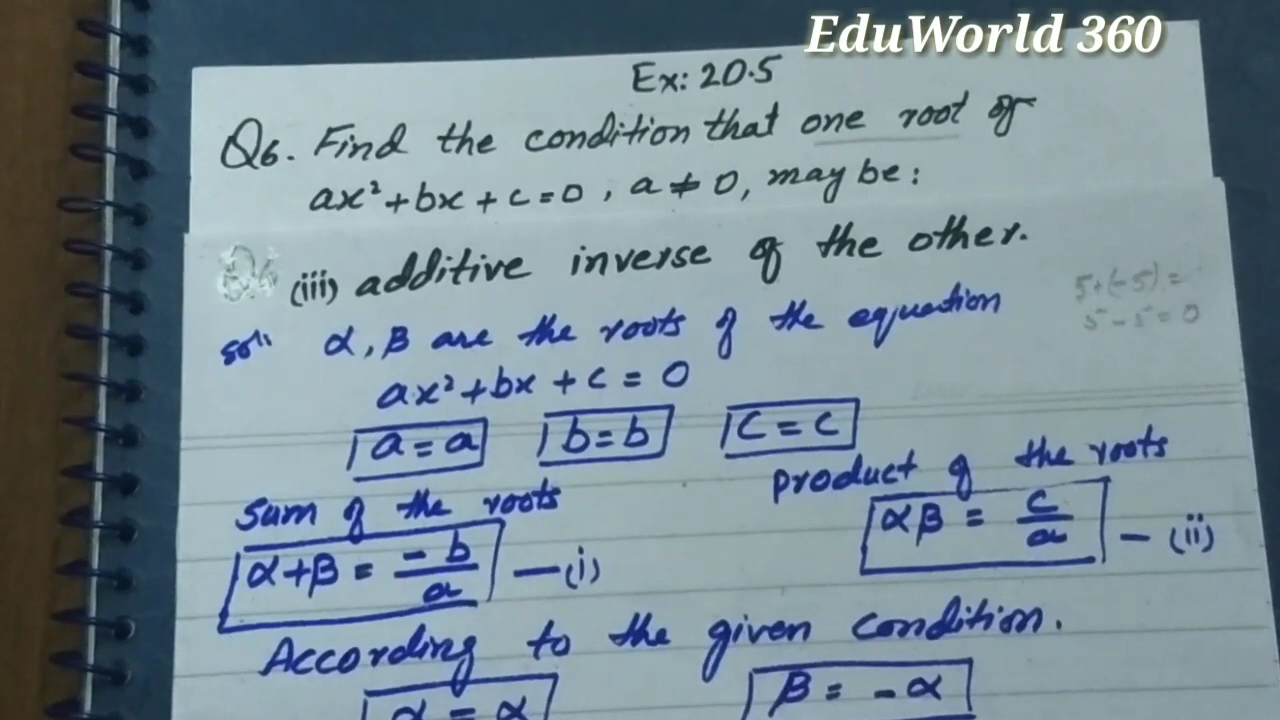 EduWorld 360
Ex: 20.5
Q6. Find the condition that one root of
ax²+bx+c=0, a≠0, may be:
(iii) additive inverse of the other.
5+(-5)=
5-5=0
solⁿ α, β are the roots of the equation
ax²+bx+c=0
a=a b=b c=c
Sum of the roots
product of the roots
α+β = -b/a —(i)
αβ = c/a — (ii)
According to the given condition.
α = α β = -α